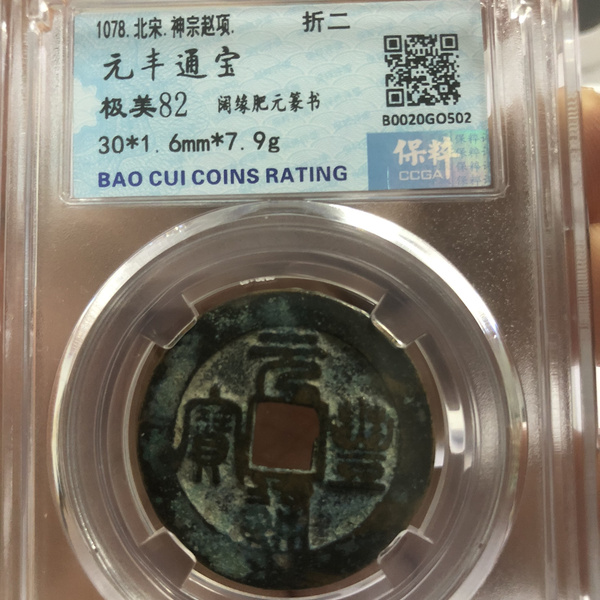 1078.北宋.神宗赵顼. 折二
元丰通宝
极美82 阔缘肥元篆书
30*1.6mm*7.9g
BAO CUI COINS RATING
B0020GO502
保粹
CCGA
元
寶 豐